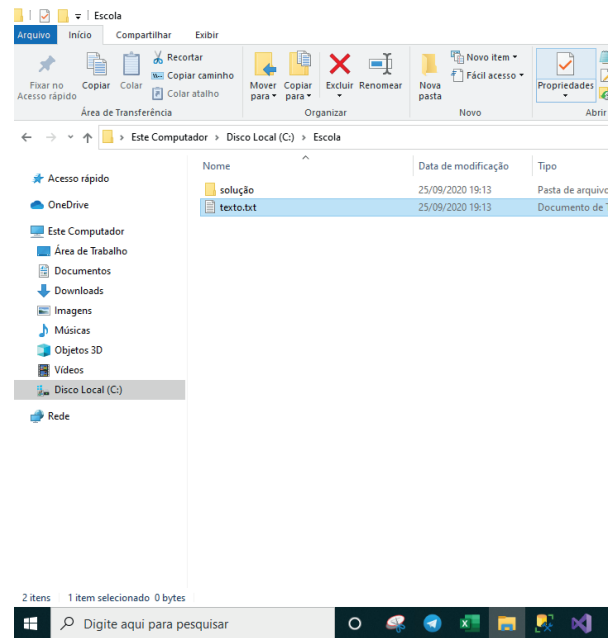 Escola
Arquivo Início Compartilhar Exibir
Fixar no Acesso rápido
Copiar
Colar
Recortar
Copiar caminho
Colar atalho
Mover para
Copiar para
Excluir
Renomear
Nova pasta
Novo item
Fácil acesso
Propriedades
Área de Transferência Organizar Novo Abrir
Este Computador > Disco Local (C:) > Escola
Nome Data de modificação Tipo
solução 25/09/2020 19:13 Pasta de arquivo
texto.txt 25/09/2020 19:13 Documento de T
Acesso rápido
OneDrive
Este Computador
Área de Trabalho
Documentos
Downloads
Imagens
Músicas
Objetos 3D
Vídeos
Disco Local (C:)
Rede
2 itens 1 item selecionado 0 bytes
Digite aqui para pesquisar